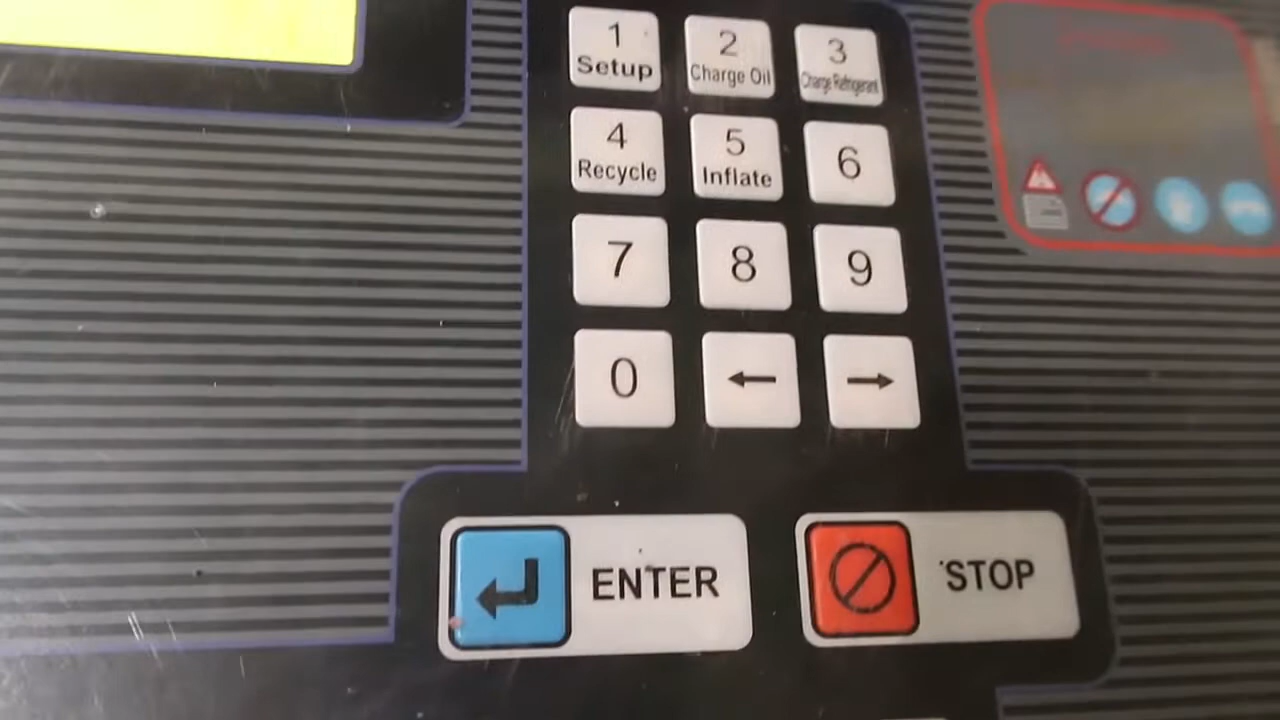 1
Setup
2
Charge Oil
3
Charge Refrigerant
4
Recycle
5
Inflate
6
7
8
9
0
← →
ENTER
STOP